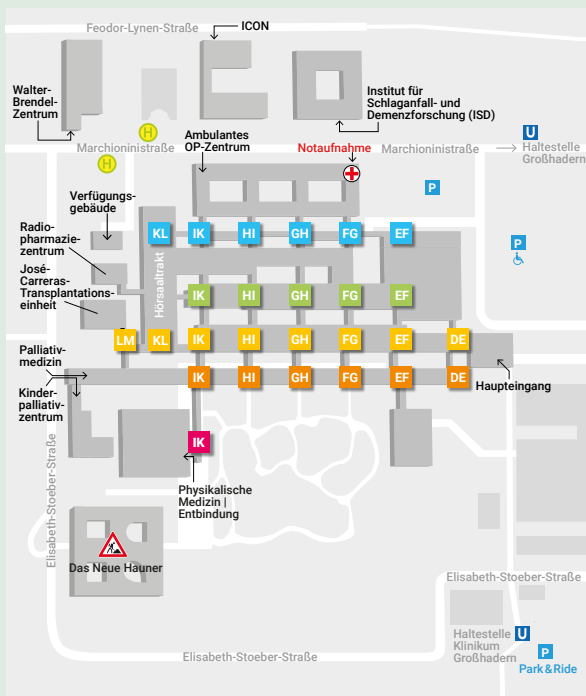 Feodor-Lynen-Straße
ICON
Walter-
Brendel-
Zentrum
Institut für
Schlaganfall- und
Demenzforschung (ISD)
H
H
Marchioninistraße
Ambulantes
OP-Zentrum
Notaufnahme
Marchioninistraße
U
Haltestelle
Großhadern
P
P
Verfügungs-
gebäude
Radio-
pharmazie-
zentrum
José-
Carreras-
Transplantations-
einheit
Hörsaaltrakt
KL IK HI GH FG EF
IK HI GH FG EF
LM KL IK HI GH FG EF DE
IK HI GH FG EF DE
Palliativ-
medizin
Kinder-
palliativ-
zentrum
Haupteingang
IK
Physikalische
Medizin |
Entbindung
Elisabeth-Stoeber-Straße
Das Neue Hauner
Elisabeth-Stoeber-Straße
Haltestelle
Klinikum
Großhadern
U
P
Park & Ride
Elisabeth-Stoeber-Straße